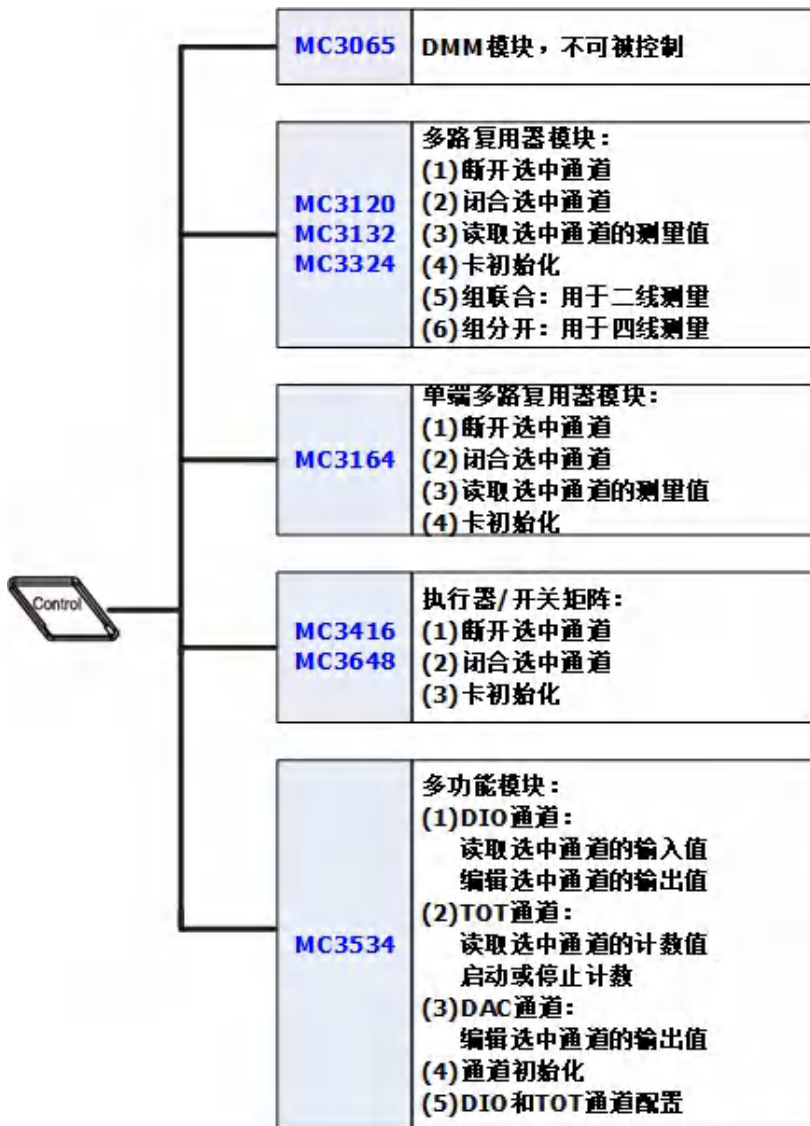 MC3065
DMM模块，不可被控制
MC3120
MC3132
MC3324
多路复用器模块：
(1)断开选中通道
(2)闭合选中通道
(3)读取选中通道的测量值
(4)卡初始化
(5)组联合：用于二线测量
(6)组分开：用于四线测量
MC3164
单端多路复用器模块：
(1)断开选中通道
(2)闭合选中通道
(3)读取选中通道的测量值
(4)卡初始化
Control
MC3416
MC3648
执行器/开关矩阵：
(1)断开选中通道
(2)闭合选中通道
(3)卡初始化
MC3534
多功能模块：
(1)DIO通道：
读取选中通道的输入值
编辑选中通道的输出值
(2)TOT通道：
读取选中通道的计数值
启动或停止计数
(3)DAC通道：
编辑选中通道的输出值
(4)通道初始化
(5)DIO和TOT通道配置